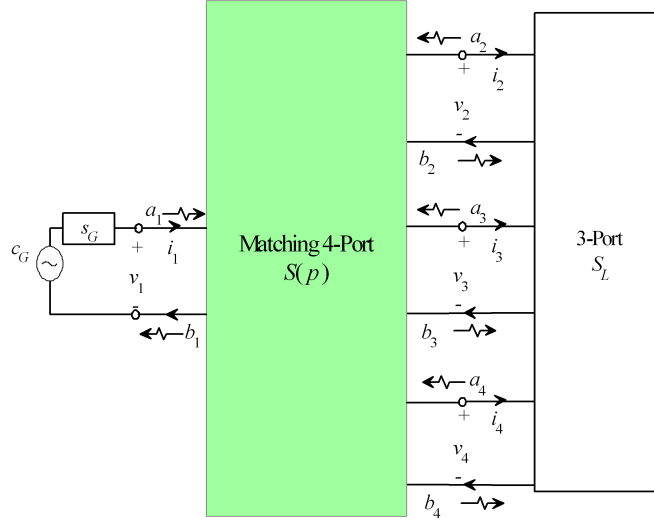 a2
+
i2
v2
-
b2
a3
+
i3
v3
-
b3
a4
+
i4
v4
-
b4
cG
~
sG
a1
+
i1
v1
-
b1
Matching 4-Port
S(p)
3-Port
SL